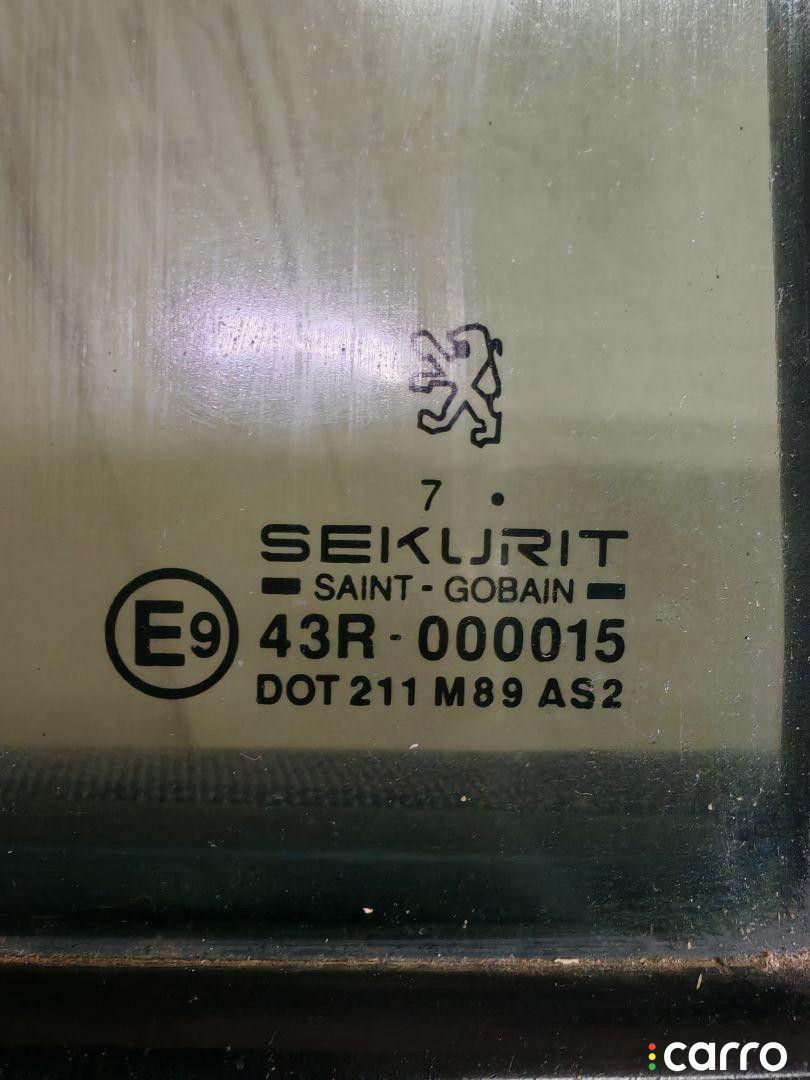 7 •
SEKURIT
SAINT-GOBAIN
E9
43R-000015
DOT 211 M89 AS2
carro